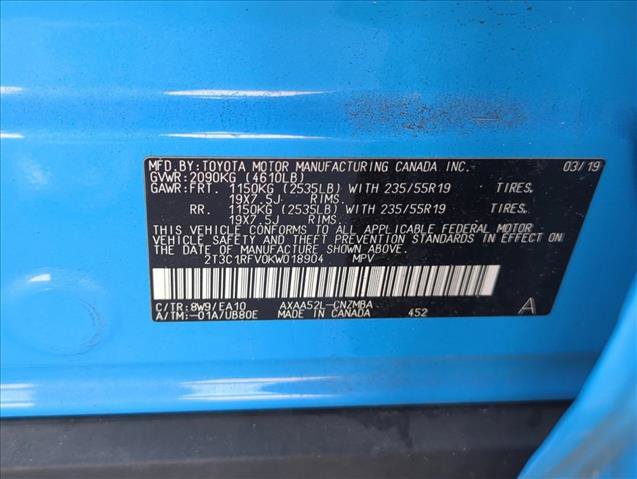 MFD.BY:TOYOTA MOTOR MANUFACTURING CANADA INC. 03/19
GVWR:2090KG (4610LB)
GAWR:FRT. 1150KG (2535LB) WITH 235/55R19 TIRES,
19X7.5J RIMS.
RR. 1150KG (2535LB) WITH 235/55R19 TIRES,
19X7.5J RIMS.
THIS VEHICLE CONFORMS TO ALL APPLICABLE FEDERAL MOTOR
VEHICLE SAFETY AND THEFT PREVENTION STANDARDS IN EFFECT ON
THE DATE OF MANUFACTURE SHOWN ABOVE.
2T3C1RFV0KW018904 MPV
C/TR:8W9/EA10 AXAA52L-CNZMBA
A/TM:-01A/UB80E MADE IN CANADA 452 A